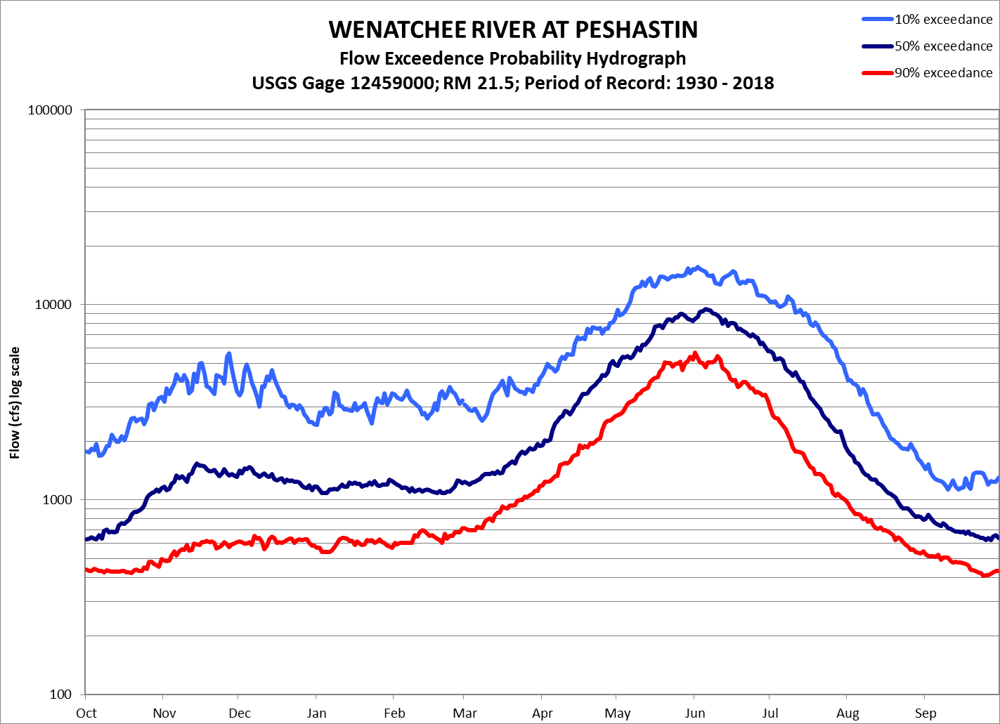 WENATCHEE RIVER AT PESHASTIN
Flow Exceedence Probability Hydrograph
USGS Gage 12459000; RM 21.5; Period of Record: 1930 - 2018
10% exceedance
50% exceedance
90% exceedance
Flow (cfs) log scale
100000
10000
1000
100
Oct Nov Dec Jan Feb Mar Apr May Jun Jul Aug Sep